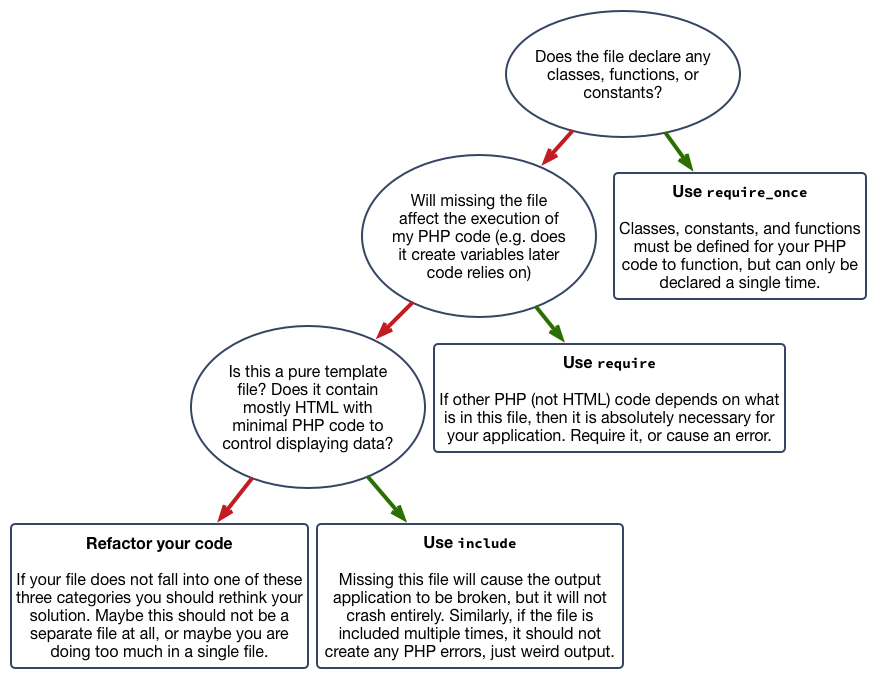 Does the file declare any
classes, functions, or
constants?
Use require_once
Classes, constants, and functions
must be defined for your PHP
code to function, but can only be
declared a single time.
Will missing the file
affect the execution of
my PHP code (e.g. does
it create variables later
code relies on)
Use require
If other PHP (not HTML) code depends on what
is in this file, then it is absolutely necessary for
your application. Require it, or cause an error.
Is this a pure template
file? Does it contain
mostly HTML with
minimal PHP code to
control displaying data?
Refactor your code
If your file does not fall into one of these
three categories you should rethink your
solution. Maybe this should not be a
separate file at all, or maybe you are
doing too much in a single file.
Use include
Missing this file will cause the output
application to be broken, but it will not
crash entirely. Similarly, if the file is
included multiple times, it should not
create any PHP errors, just weird output.